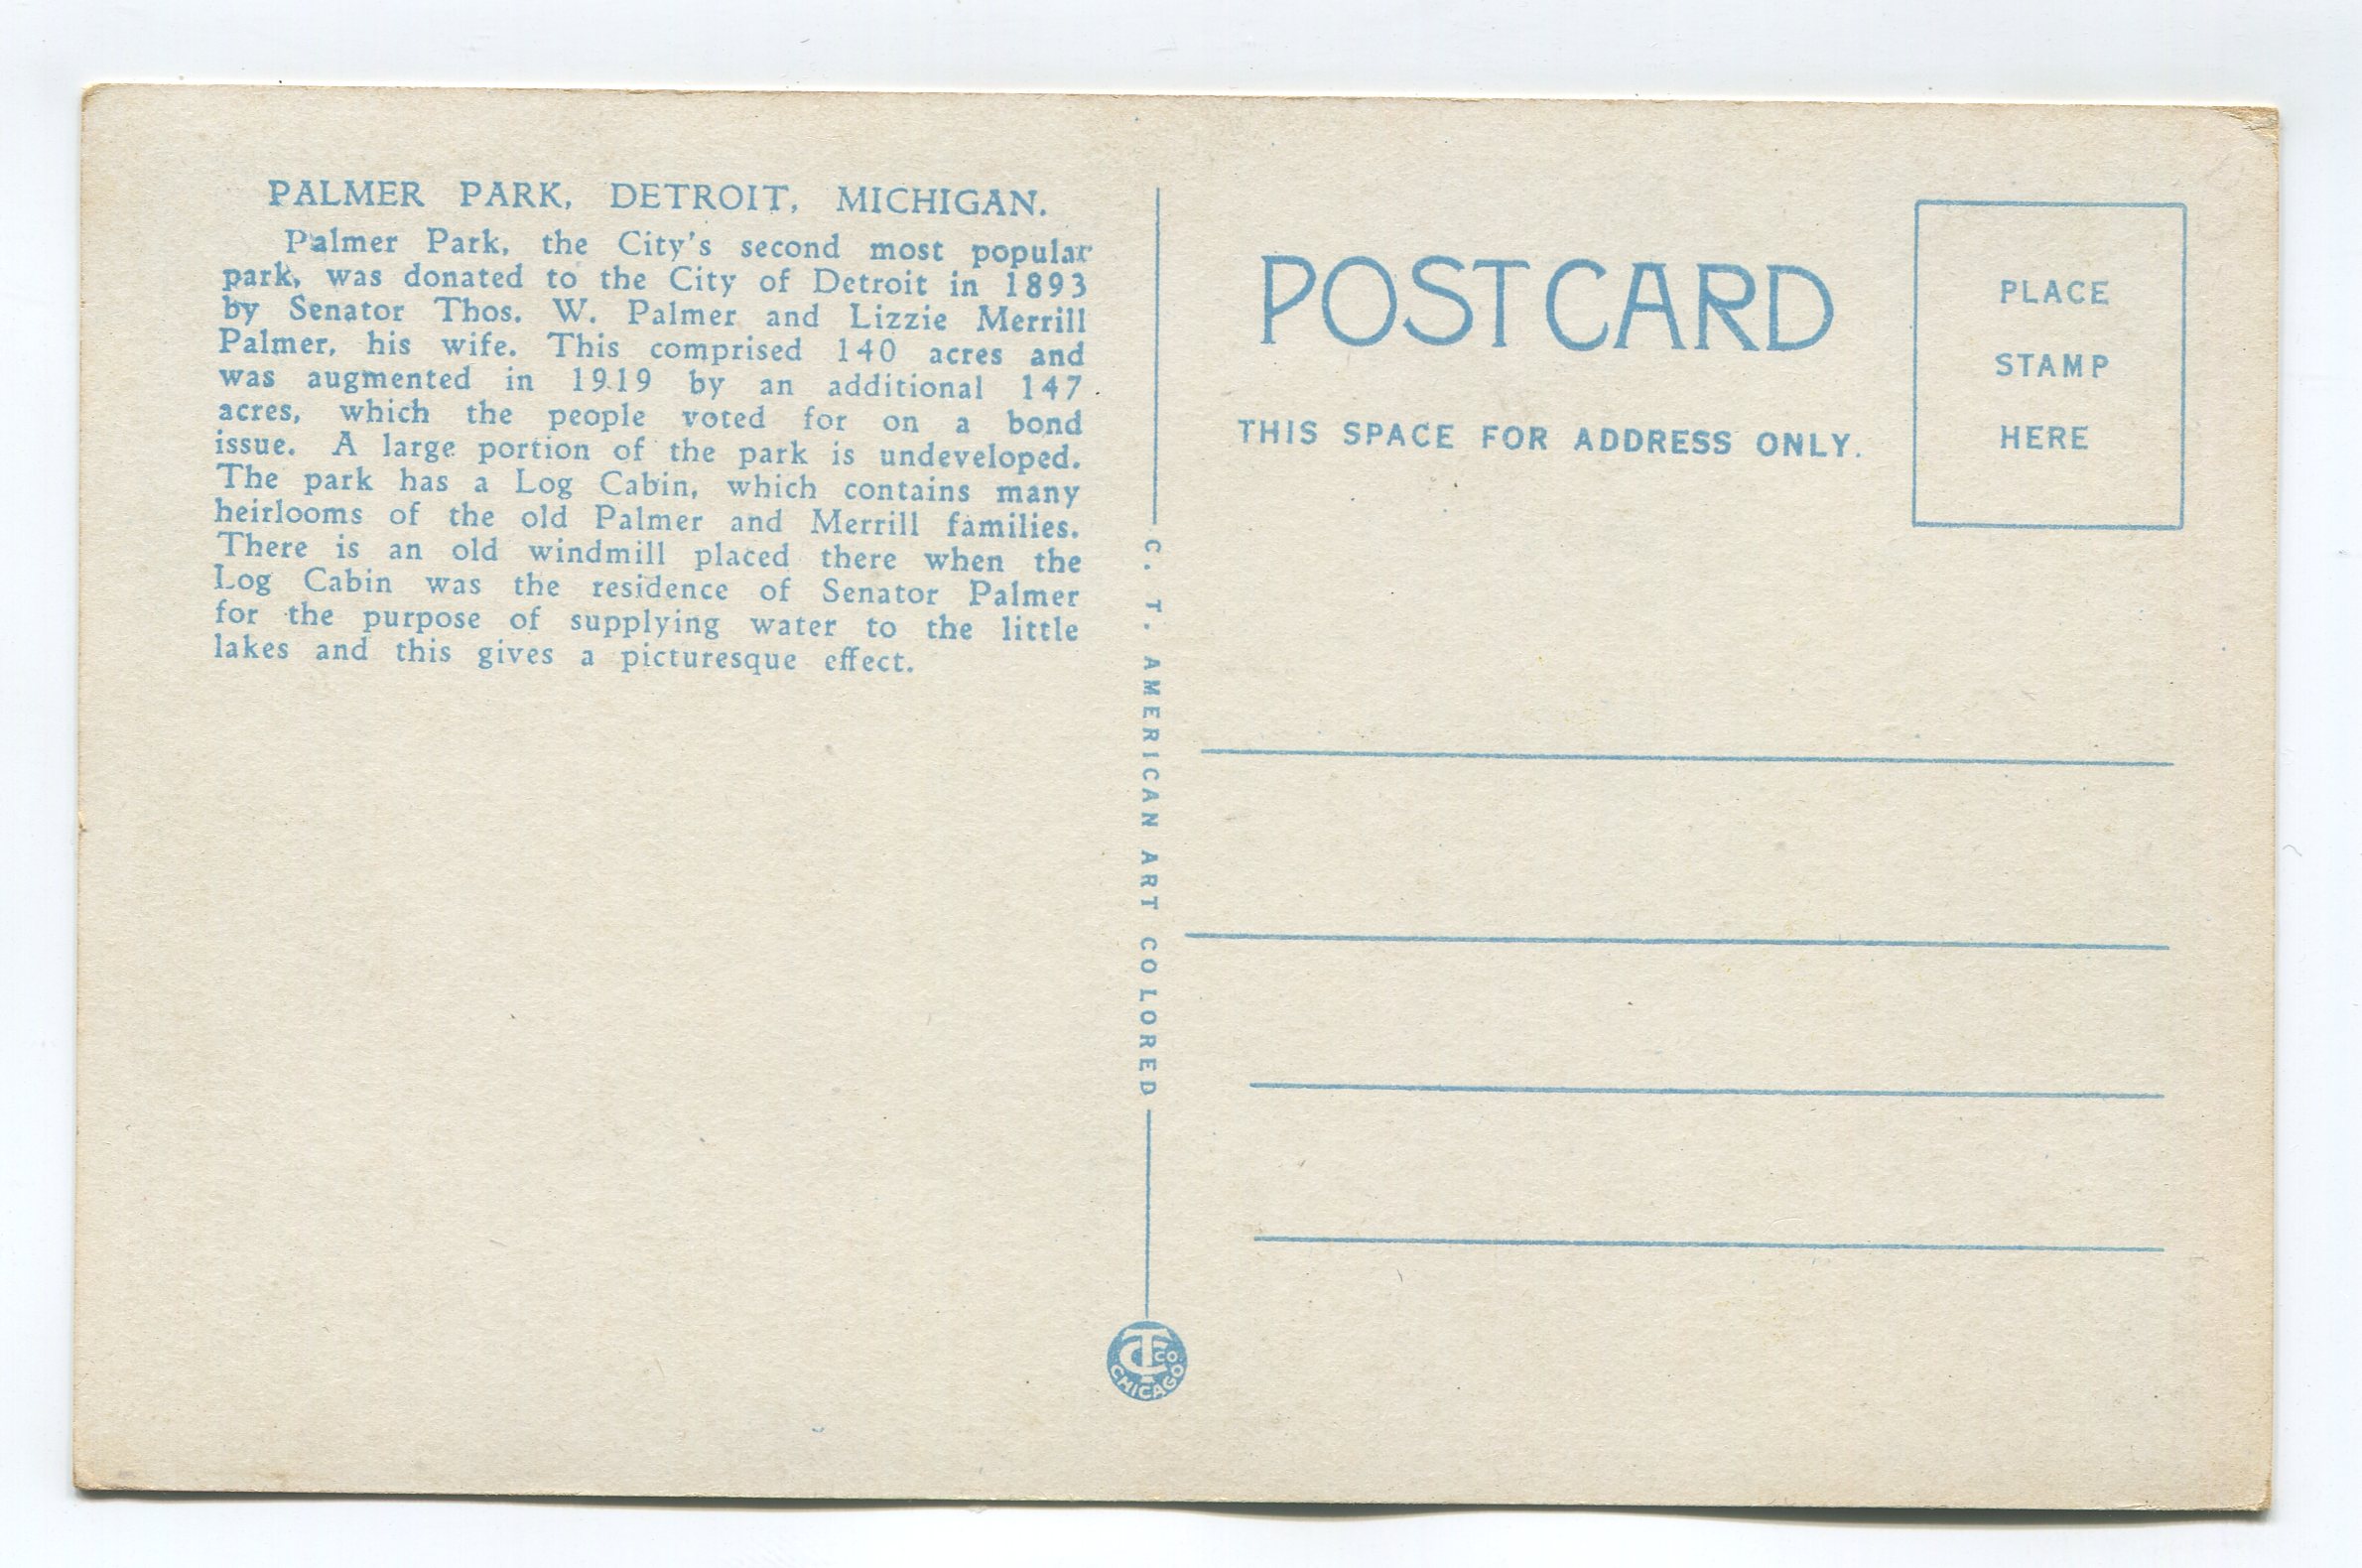 PALMER PARK, DETROIT, MICHIGAN.
Palmer Park, the City's second most popular
park, was donated to the City of Detroit in 1893
by Senator Thos. W. Palmer and Lizzie Merrill
Palmer, his wife. This comprised 140 acres and
was augmented in 1919 by an additional 147
acres, which the people voted for on a bond
issue. A large portion of the park is undeveloped.
The park has a Log Cabin, which contains many
heirlooms of the old Palmer and Merrill families.
There is an old windmill placed there when the
Log Cabin was the residence of Senator Palmer
for the purpose of supplying water to the little
lakes and this gives a picturesque effect.
C. T. AMERICAN ART COLORED
CT CO.
CHICAGO
POST CARD
THIS SPACE FOR ADDRESS ONLY.
PLACE
STAMP
HERE